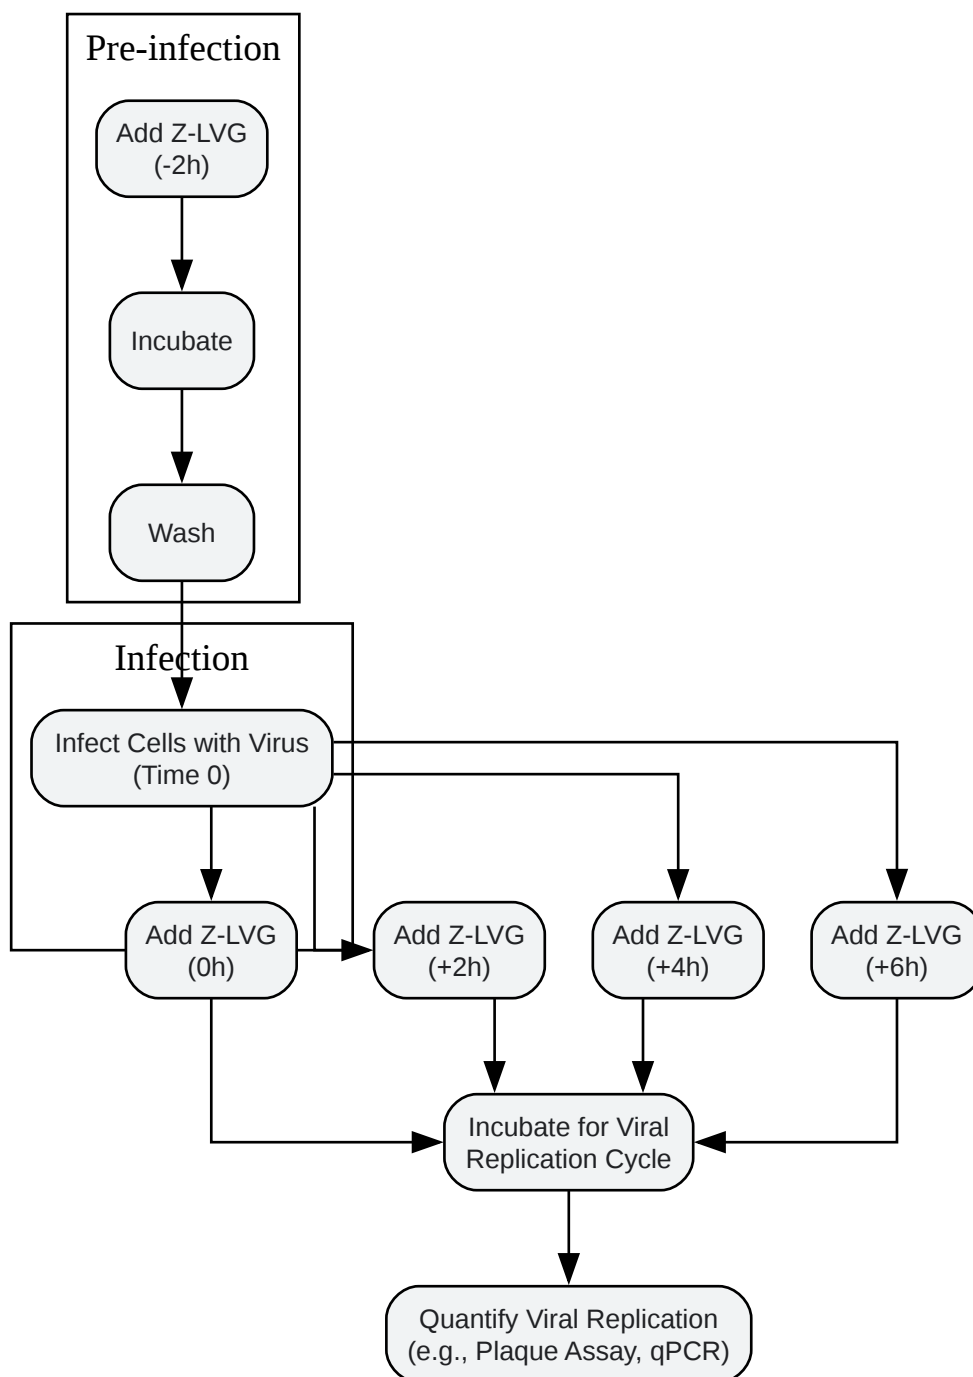 Pre-infection
Add Z-LVG
(-2h)
Incubate
Wash
Infection
Infect Cells with Virus
(Time 0)
Add Z-LVG
(0h)
Add Z-LVG
(+2h)
Add Z-LVG
(+4h)
Add Z-LVG
(+6h)
Incubate for Viral
Replication Cycle
Quantify Viral Replication
(e.g., Plaque Assay, qPCR)